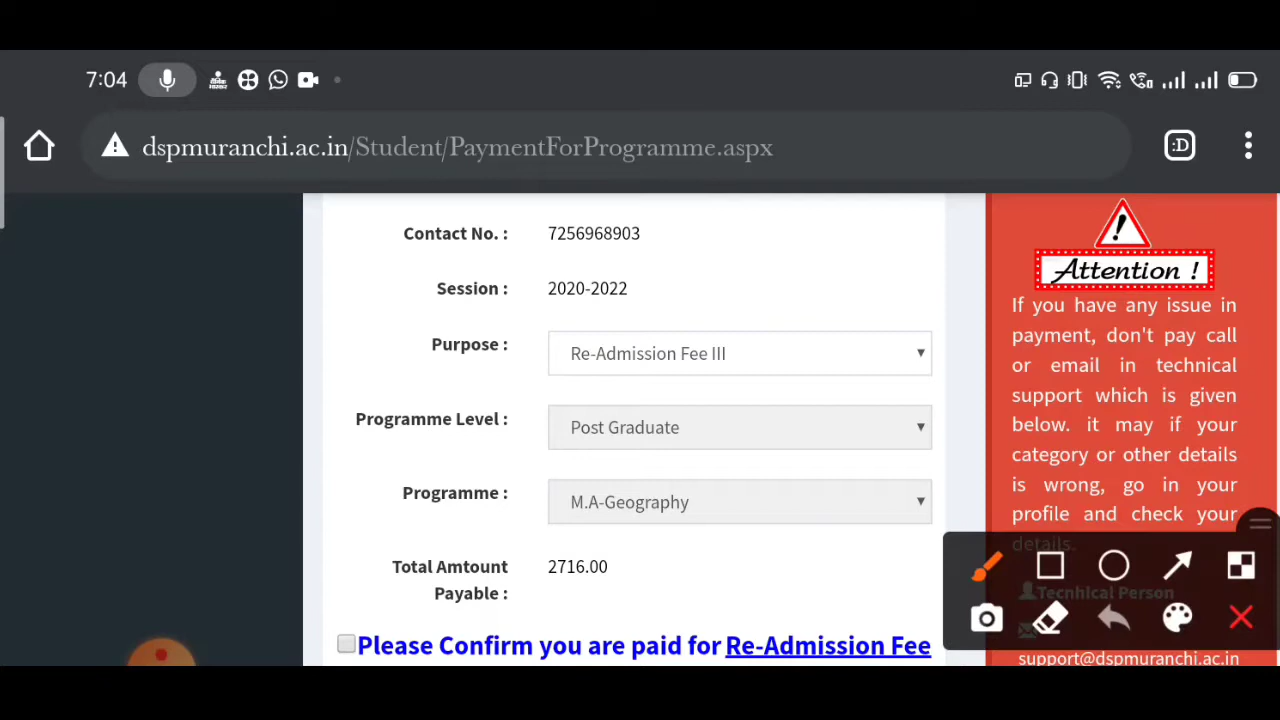 7:04
dspmuranchi.ac.in/Student/PaymentForProgramme.aspx
:D
Contact No. : 7256968903
Session : 2020-2022
Purpose : Re-Admission Fee III
Programme Level : Post Graduate
Programme : M.A-Geography
Total Amtount
Payable : 2716.00
Please Confirm you are paid for Re-Admission Fee
Attention !
If you have any issue in
payment, don't pay call
or email in technical
support which is given
below. it may if your
category or other details
is wrong, go in your
profile and check your
details.
Tecnhical Person
support@dspmuranchi.ac.in